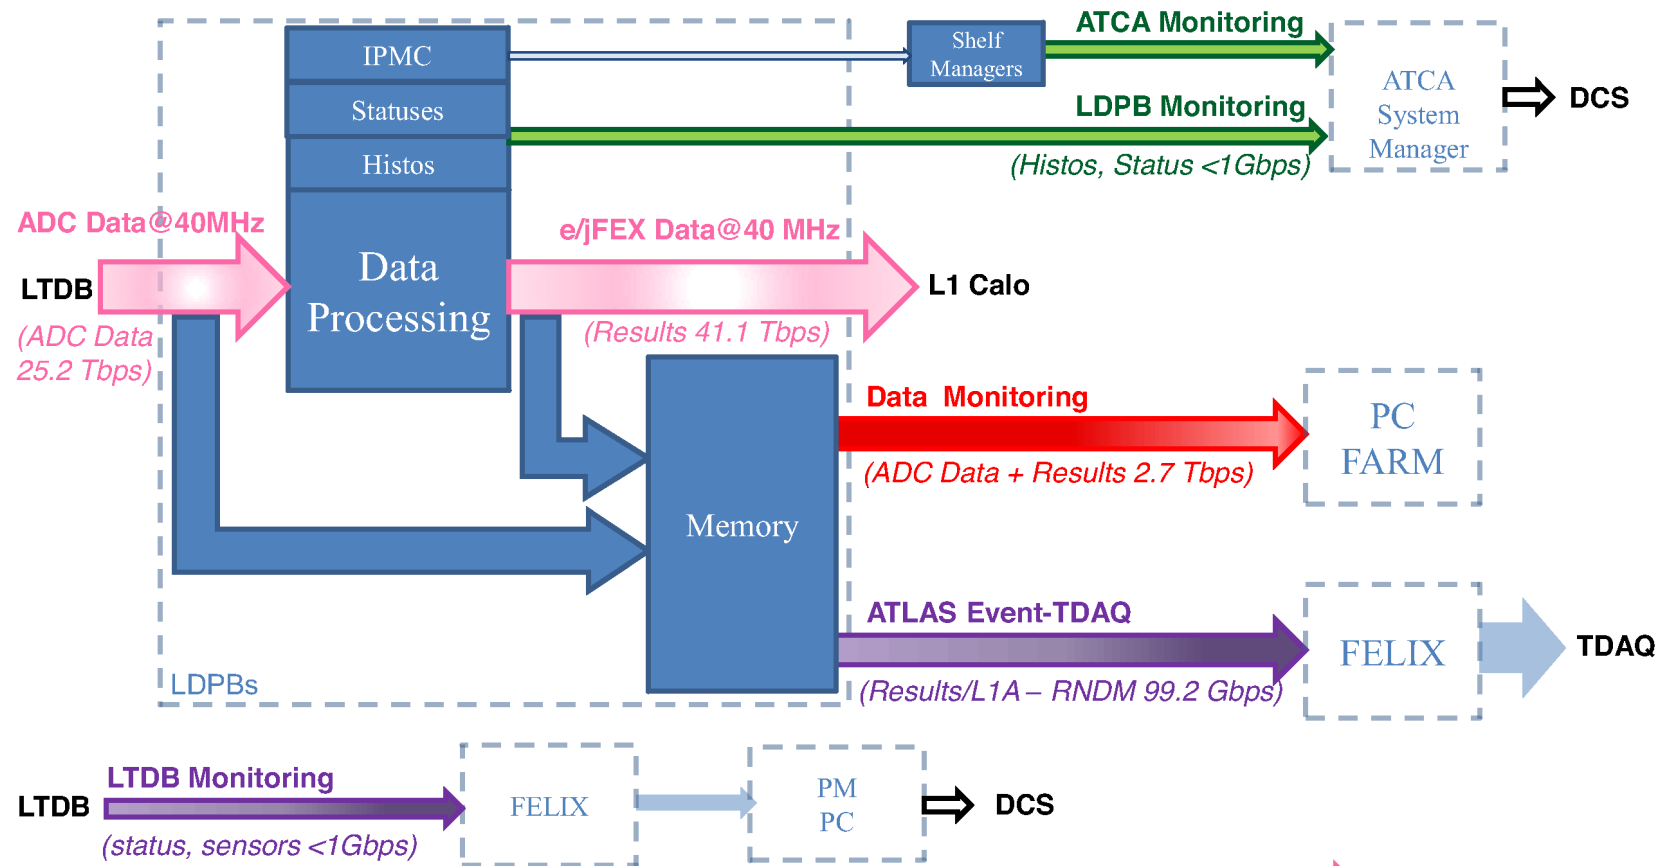 IPMC
Statuses
Histos
Data
Processing
Shelf
Managers
ATCA Monitoring
LDPB Monitoring
(Histos, Status <1Gbps)
ATCA
System
Manager
DCS
ADC Data@40MHz
LTDB
(ADC Data
25.2 Tbps)
e/jFEX Data@40 MHz
(Results 41.1 Tbps)
L1 Calo
Memory
Data Monitoring
(ADC Data + Results 2.7 Tbps)
PC
FARM
ATLAS Event-TDAQ
(Results/L1A – RNDM 99.2 Gbps)
FELIX
TDAQ
LDPBs
LTDB Monitoring
LTDB
(status, sensors <1Gbps)
FELIX
PM
PC
DCS